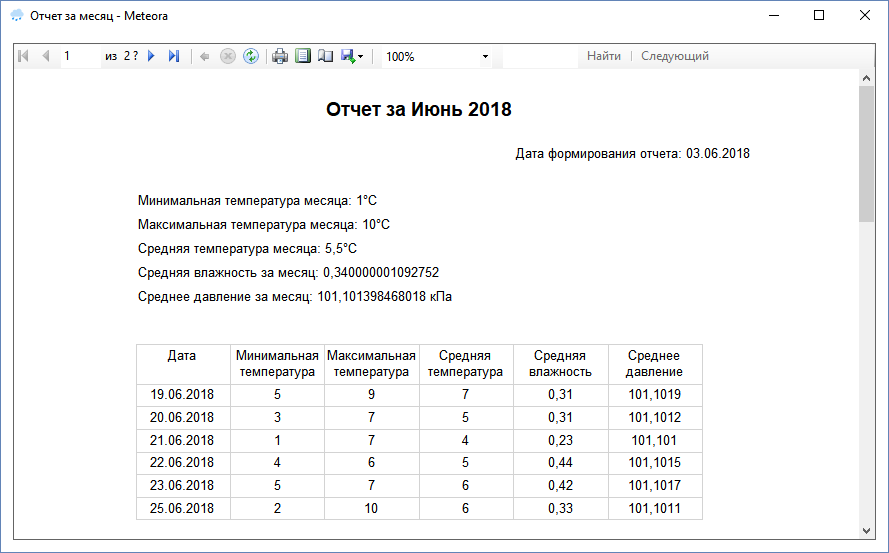 Отчет за месяц - Meteora
1 из 2 ? 100% Найти | Следующий
Отчет за Июнь 2018
Дата формирования отчета: 03.06.2018
Минимальная температура месяца: 1°C
Максимальная температура месяца: 10°C
Средняя температура месяца: 5,5°C
Средняя влажность за месяц: 0,340000001092752
Среднее давление за месяц: 101,101398468018 кПа
Дата Минимальная Максимальная Средняя Средняя Среднее
температура температура температура влажность давление
19.06.2018 5 9 7 0,31 101,1019
20.06.2018 3 7 5 0,31 101,1012
21.06.2018 1 7 4 0,23 101,101
22.06.2018 4 6 5 0,44 101,1015
23.06.2018 5 7 6 0,42 101,1017
25.06.2018 2 10 6 0,33 101,1011